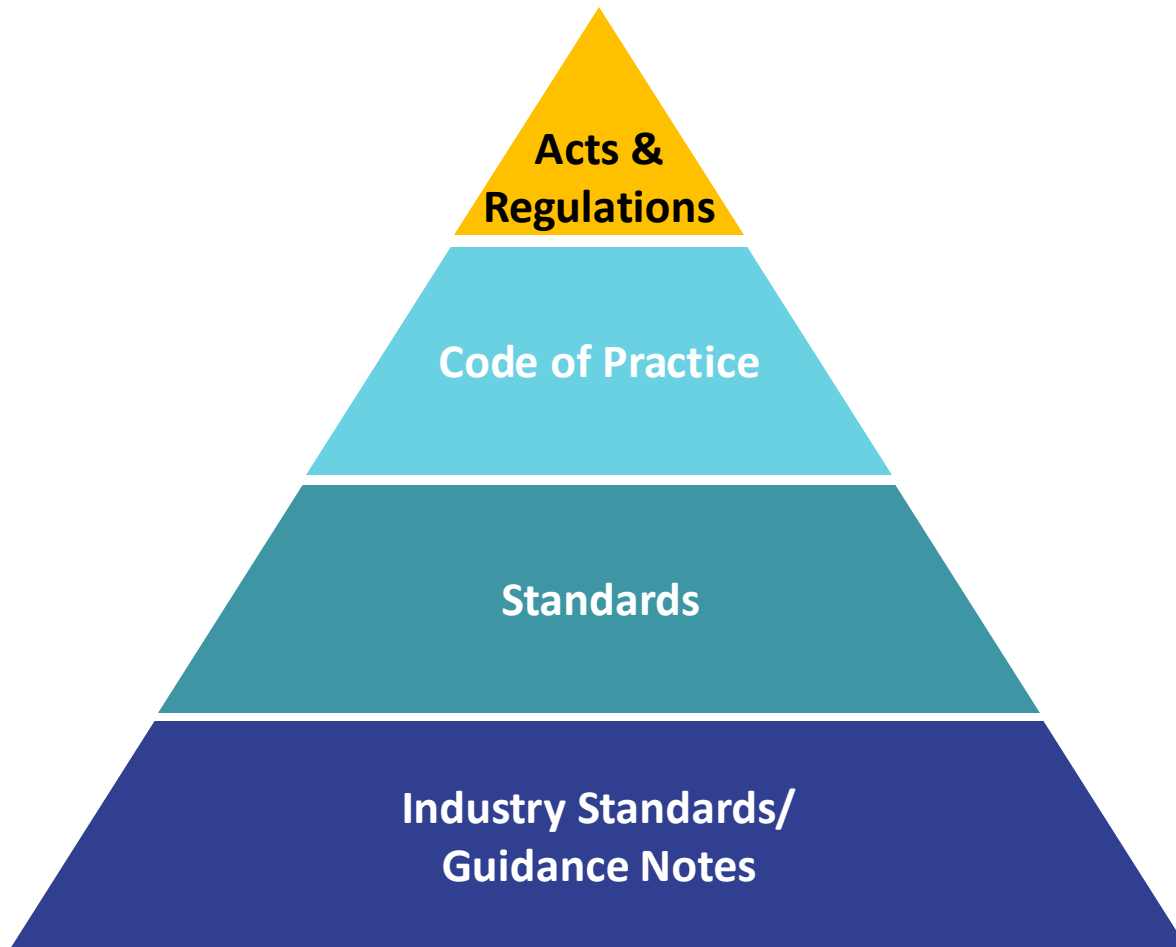 Acts &
Regulations
Code of Practice
Standards
Industry Standards/
Guidance Notes